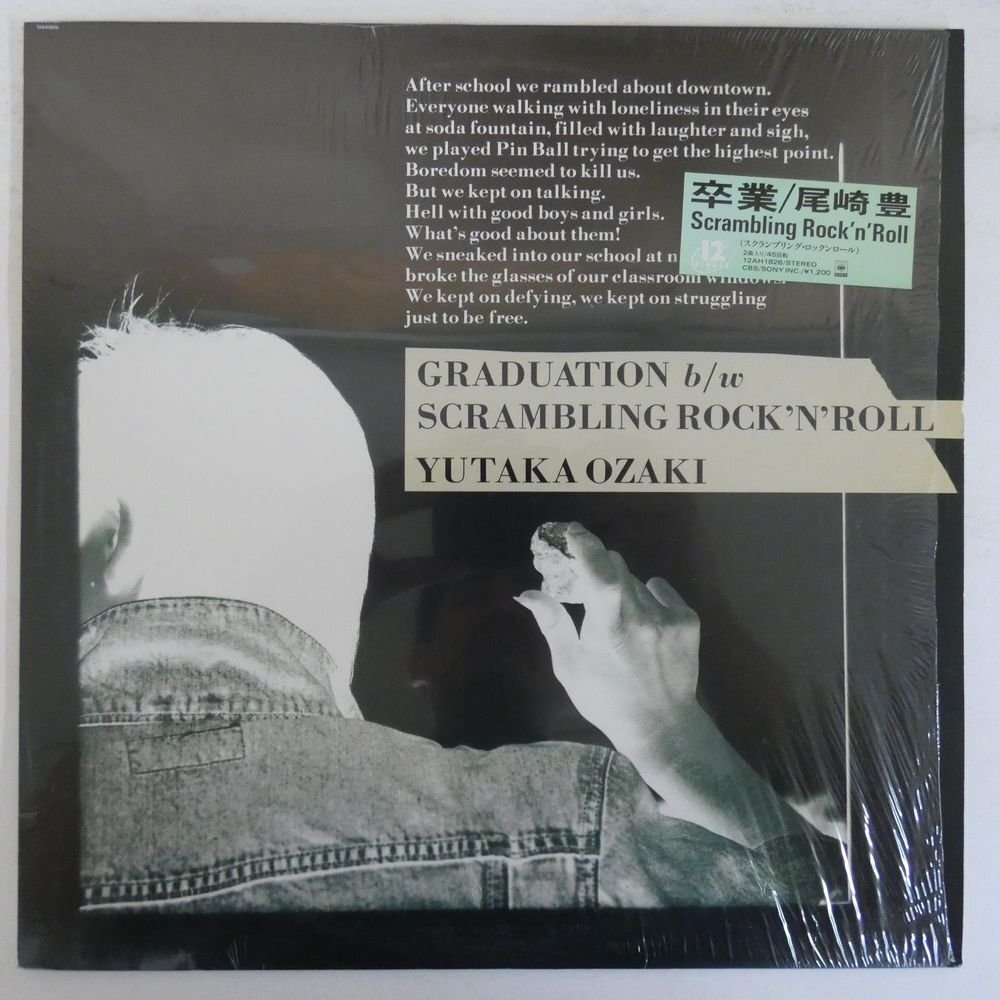 After school we rambled about downtown.
Everyone walking with loneliness in their eyes
at soda fountain, filled with laughter and sigh,
we played Pin Ball trying to get the highest point.
Boredom seemed to kill us.
But we kept on talking.
Hell with good boys and girls.
What's good about them!
We sneaked into our school at n
broke the glasses of our classroom windows.
We kept on defying, we kept on struggling
just to be free.
卒業/尾崎豊
Scrambling Rock'n'Roll
(スクランブリング・ロックンロール)
12"
SINGLE
2曲入り/45回転
12AH1826/STEREO
CBS/SONY INC./¥1,200
GRADUATION b/w
SCRAMBLING ROCK'N'ROLL
YUTAKA OZAKI